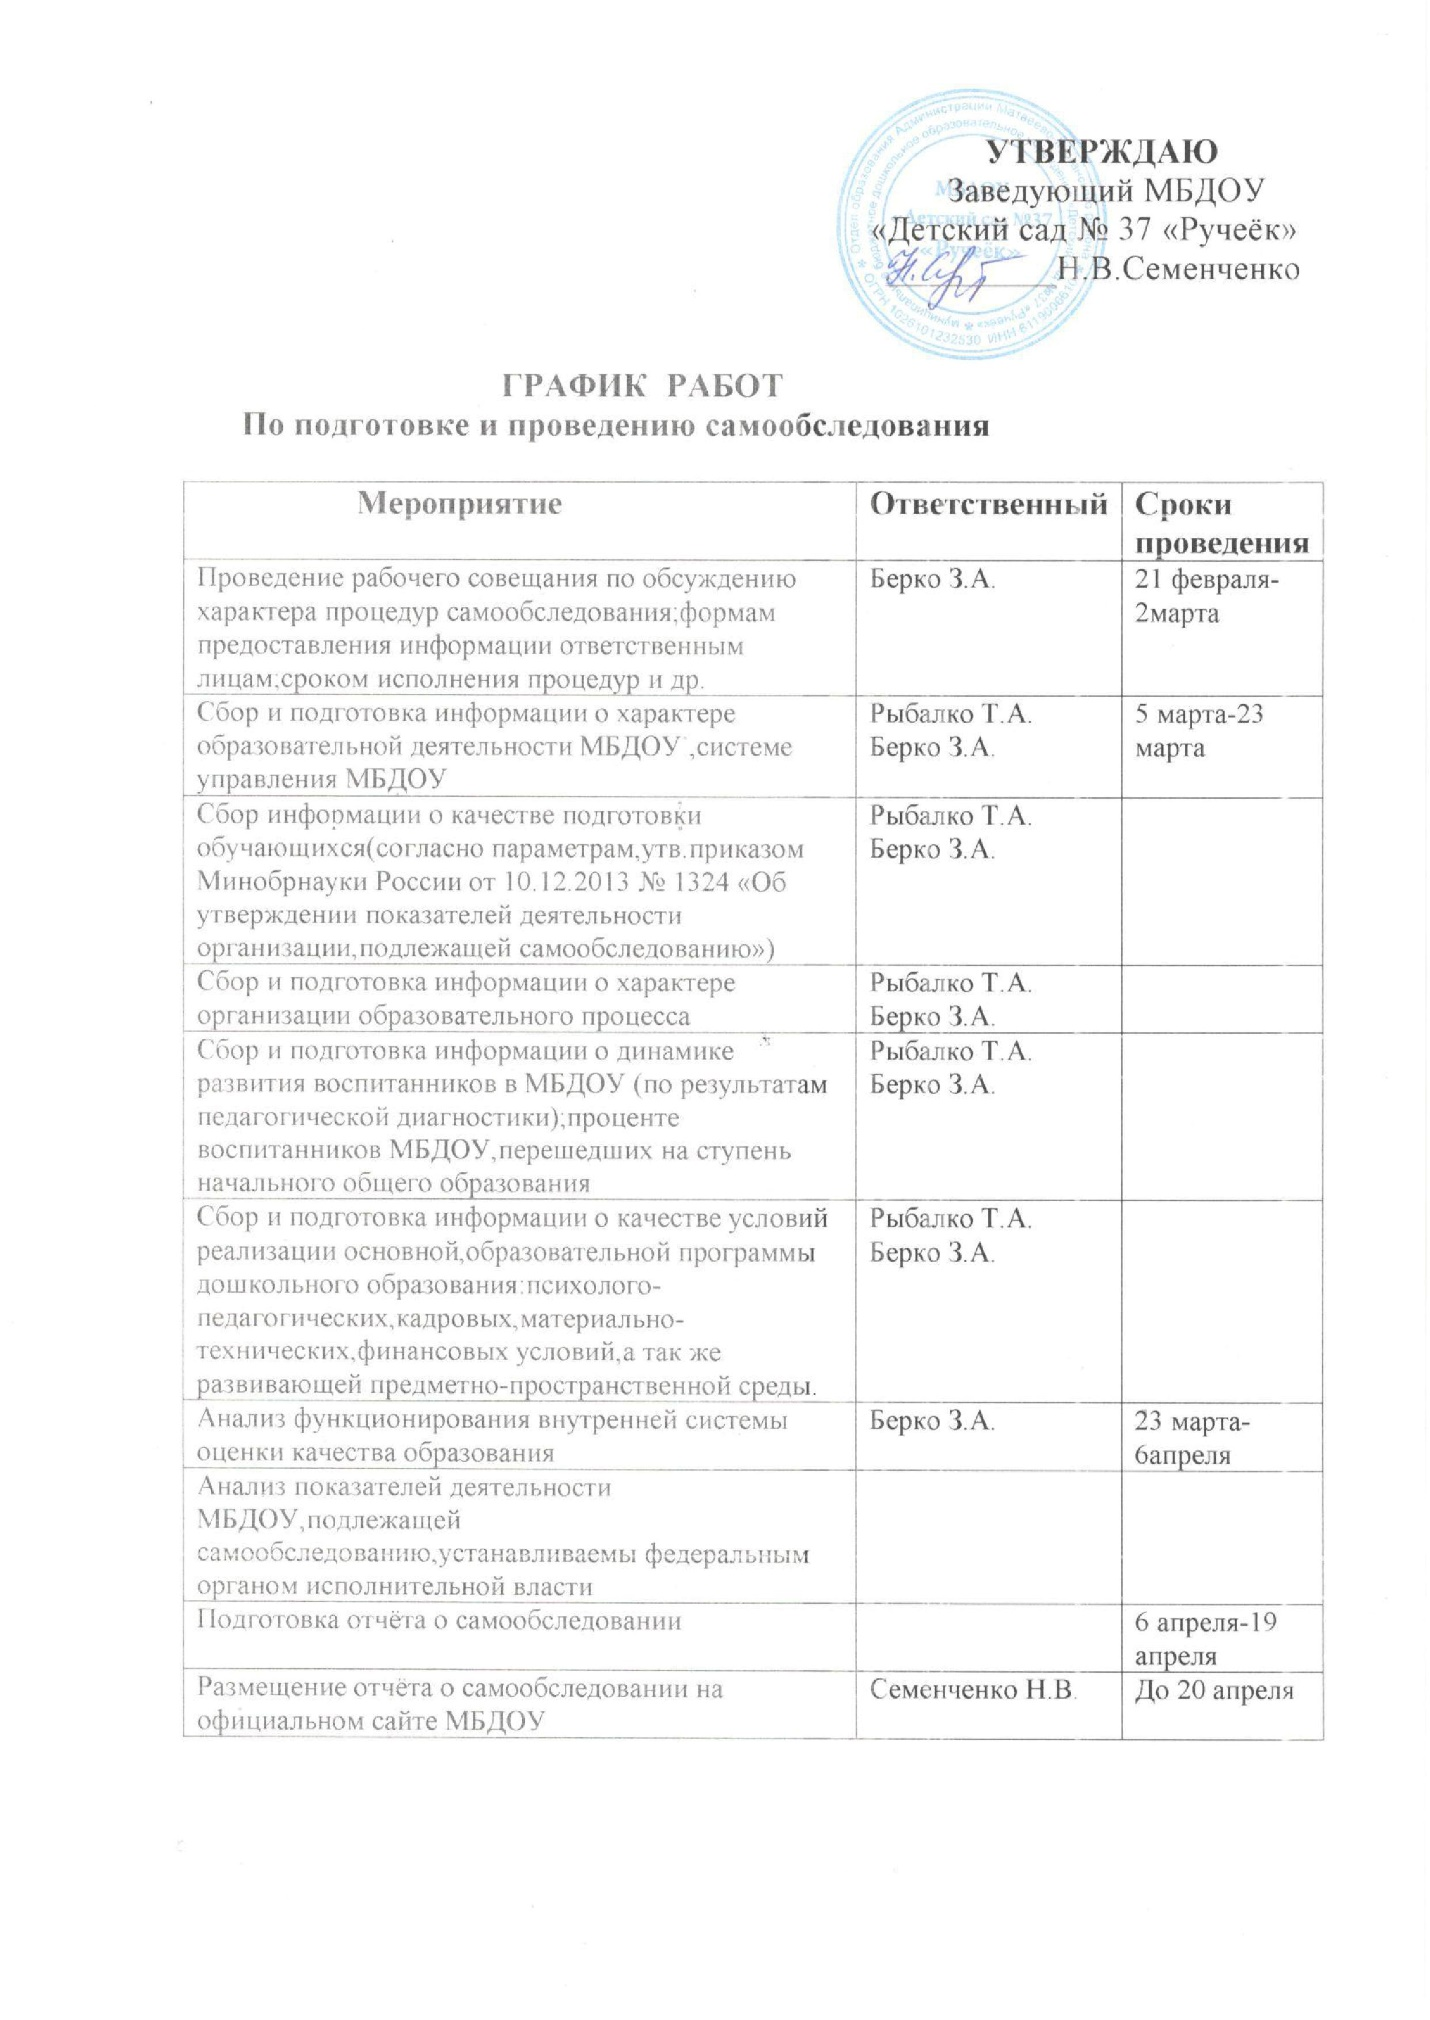 УТВЕРЖДАЮ
Заведующий МБДОУ
«Детский сад № 37 «Ручеёк»
Н.В.Семенченко
ГРАФИК РАБОТ
По подготовке и проведению самообследования
Мероприятие
Ответственный
Сроки
проведения
Проведение рабочего совещания по обсуждению
характера процедур самообследования;формам
предоставления информации ответственным
лицам;сроком исполнения процедур и др.
Берко З.А.
21 февраля-
2марта
Сбор и подготовка информации о характере
образовательной деятельности МБДОУ ,системе
управления МБДОУ
Рыбалко Т.А.
Берко З.А.
5 марта-23
марта
Сбор информации о качестве подготовки
обучающихся(согласно параметрам,утв.приказом
Минобрнауки России от 10.12.2013 № 1324 «Об
утверждении показателей деятельности
организации,подлежащей самообследованию»)
Рыбалко Т.А.
Берко З.А.
Сбор и подготовка информации о характере
организации образовательного процесса
Рыбалко Т.А.
Берко З.А.
Сбор и подготовка информации о динамике
развития воспитанников в МБДОУ (по результатам
педагогической диагностики);проценте
воспитанников МБДОУ,перешедших на ступень
начального общего образования
Рыбалко Т.А.
Берко З.А.
Сбор и подготовка информации о качестве условий
реализации основной,образовательной программы
дошкольного образования:психолого-
педагогических,кадровых,материально-
технических,финансовых условий,а так же
развивающей предметно-пространственной среды.
Рыбалко Т.А.
Берко З.А.
Анализ функционирования внутренней системы
оценки качества образования
Берко З.А.
23 марта-
6апреля
Анализ показателей деятельности
МБДОУ,подлежащей
самообследованию,устанавливаемы федеральным
органом исполнительной власти
Подготовка отчёта о самообследовании
6 апреля-19
апреля
Размещение отчёта о самообследовании на
официальном сайте МБДОУ
Семенченко Н.В.
До 20 апреля